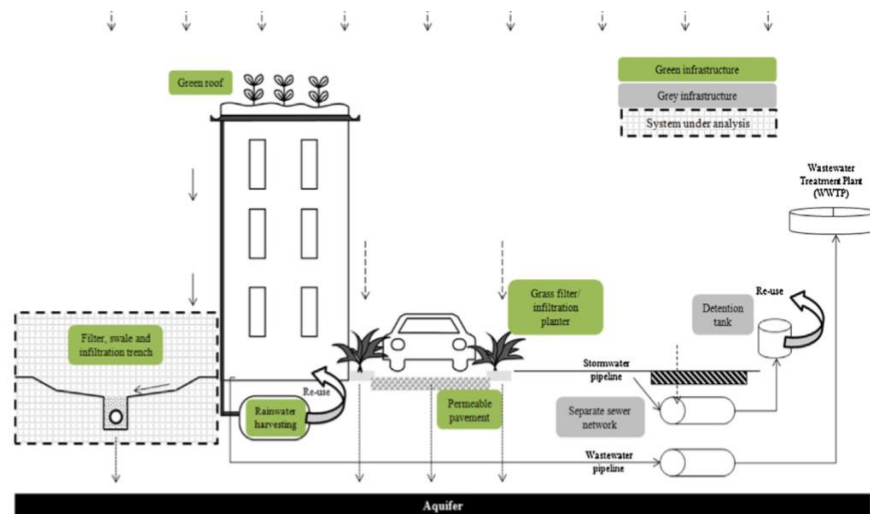 Green roof
Green infrastructure
Grey infrastructure
System under analysis
Wastewater
Treatment Plant
(WWTP)
Grass filter/
infiltration
planter
Re-use
Detention
tank
Filter, swale and
infiltration trench
Stormwater
pipeline
Re-use
Rainwater
harvesting
Permeable
pavement
Separate sewer
network
Wastewater
pipeline
Aquifer